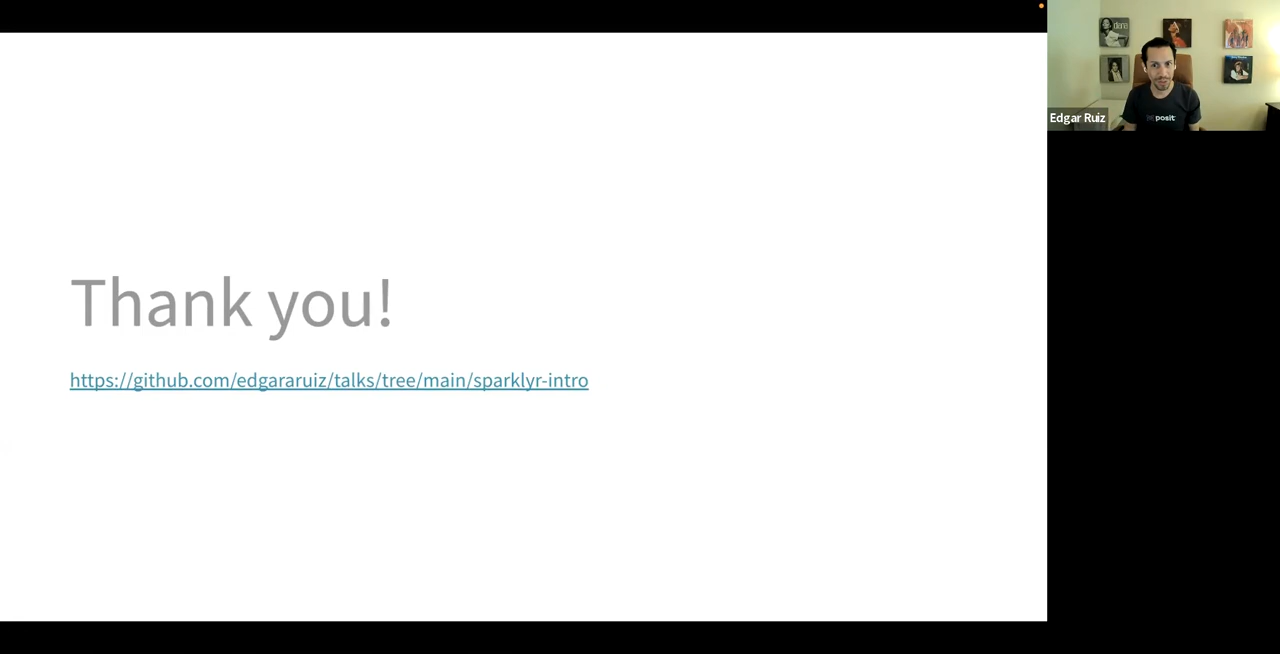 Thank you!
https://github.com/edgararuiz/talks/tree/main/sparklyr-intro
Edgar Ruiz
posit